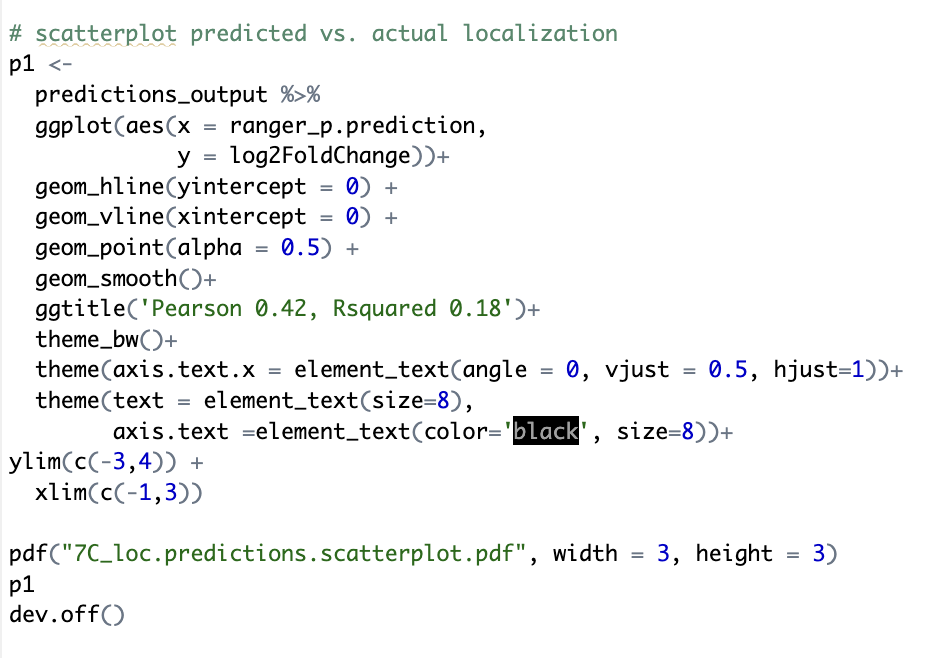 # scatterplot predicted vs. actual localization
p1 <-
  predictions_output %>%
  ggplot(aes(x = ranger_p.prediction,
             y = log2FoldChange))+
  geom_hline(yintercept = 0) +
  geom_vline(xintercept = 0) +
  geom_point(alpha = 0.5) +
  geom_smooth()+
  ggtitle('Pearson 0.42, Rsquared 0.18')+
  theme_bw()+
  theme(axis.text.x = element_text(angle = 0, vjust = 0.5, hjust=1))+
  theme(text = element_text(size=8),
        axis.text =element_text(color='black', size=8))+
ylim(c(-3,4)) +
  xlim(c(-1,3))

pdf("7C_loc.predictions.scatterplot.pdf", width = 3, height = 3)
p1
dev.off()